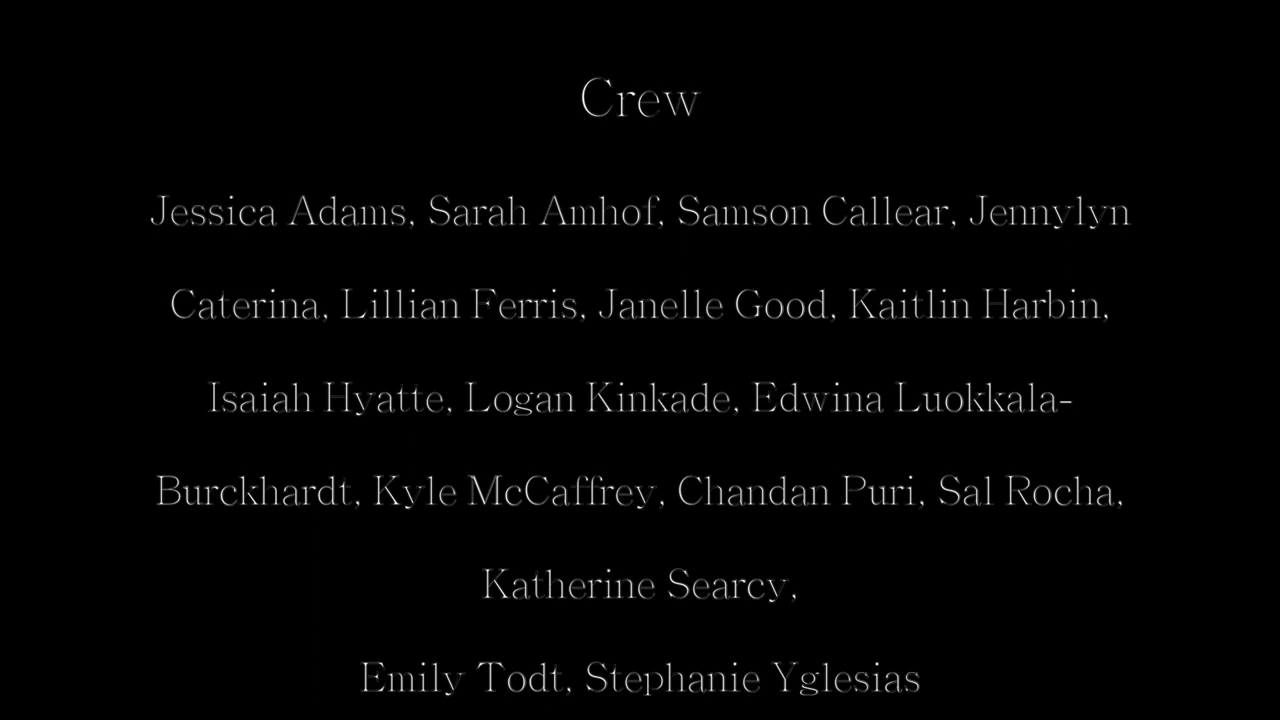 Crew
Jessica Adams, Sarah Amhof, Samson Callear, Jennylyn
Caterina, Lillian Ferris, Janelle Good, Kaitlin Harbin,
Isaiah Hyatte, Logan Kinkade, Edwina Luokkala-
Burckhardt, Kyle McCaffrey, Chandan Puri, Sal Rocha,
Katherine Searcy,
Emily Todt, Stephanie Yglesias